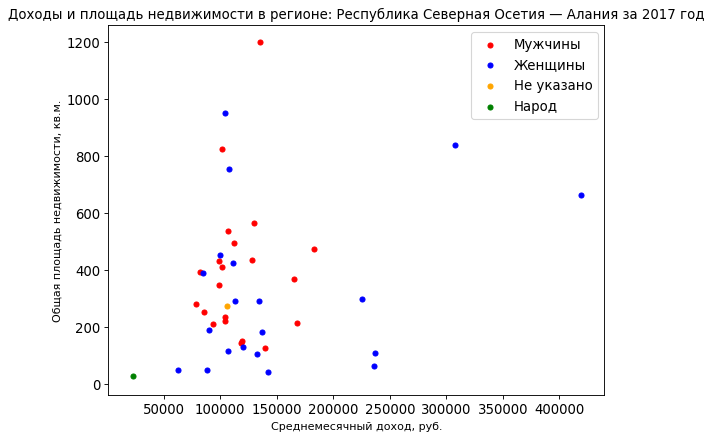 Доходы и площадь недвижимости в регионе: Республика Северная Осетия — Алания за 2017 год
Мужчины
Женщины
Не указано
Народ
Общая площадь недвижимости, кв.м.
1200
1000
800
600
400
200
0
50000 100000 150000 200000 250000 300000 350000 400000
Среднемесячный доход, руб.